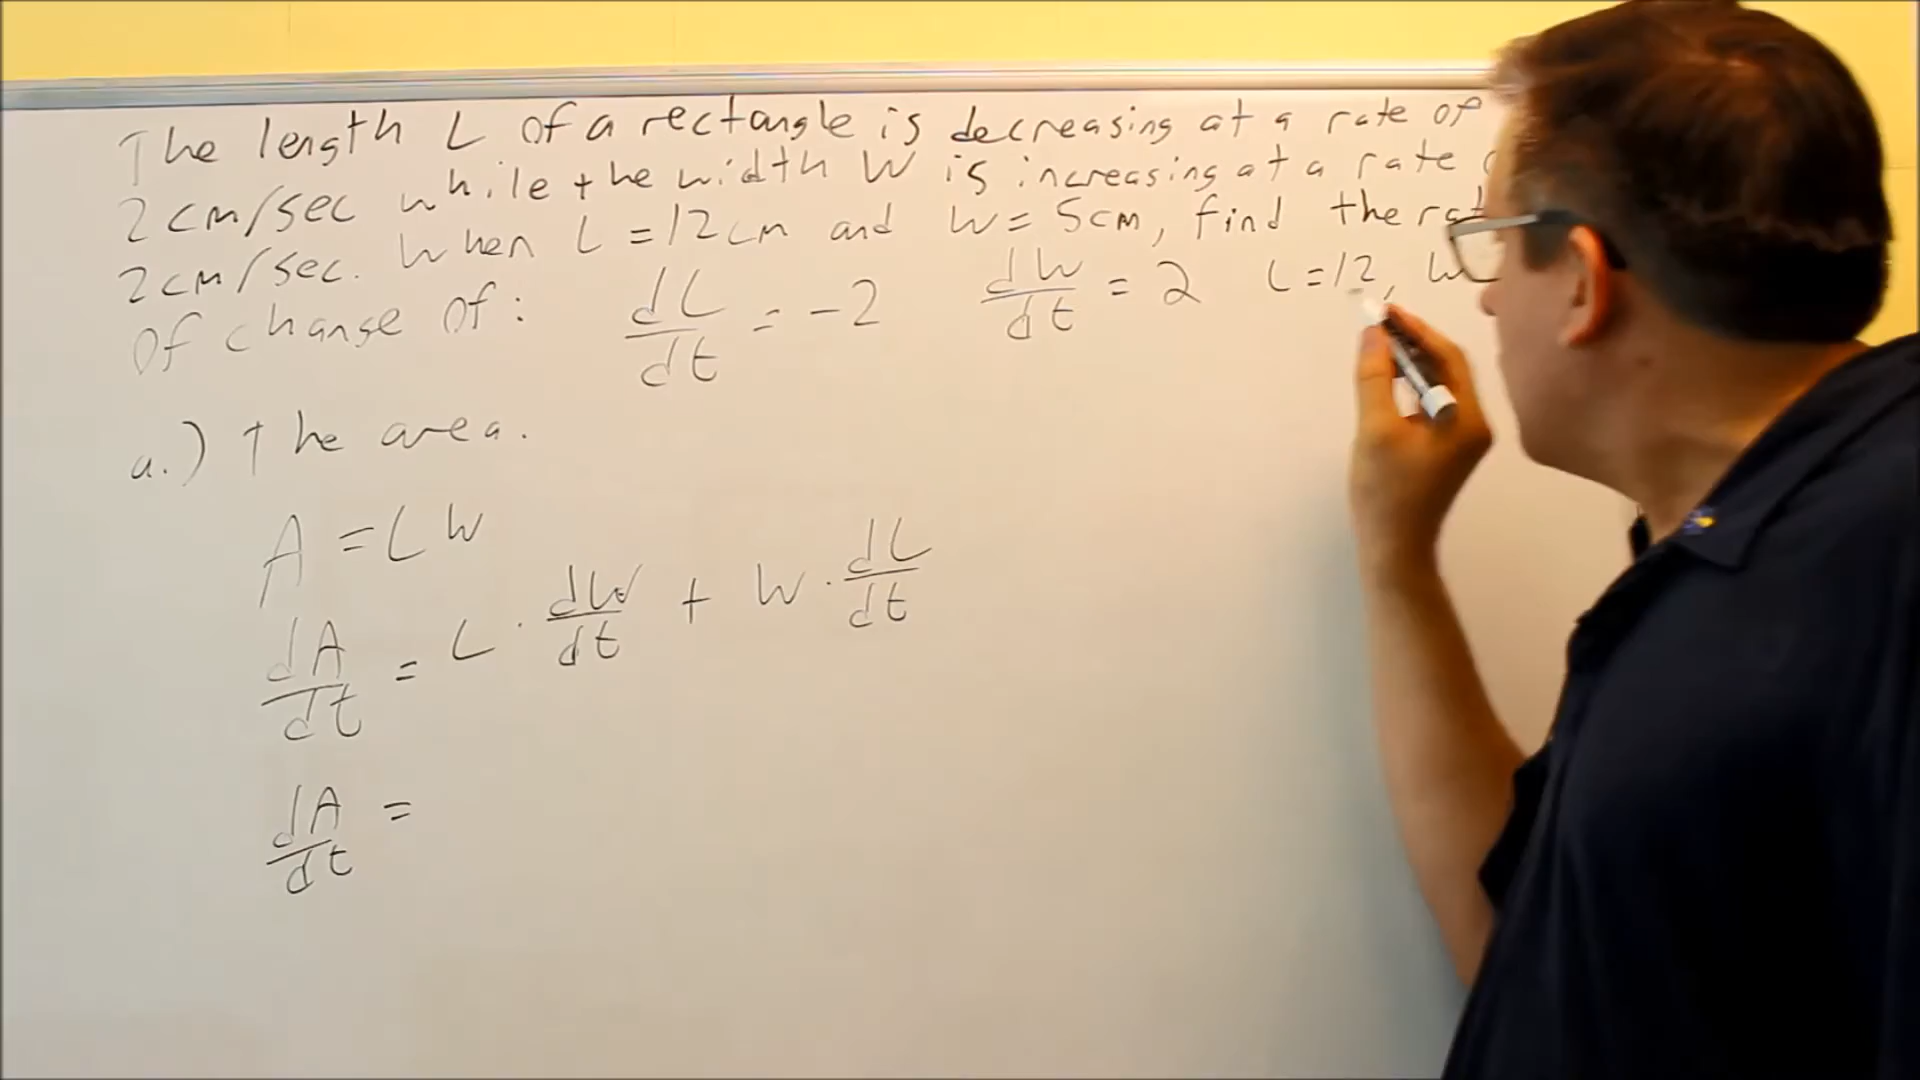 The length L of a rectangle is decreasing at a rate of
2cm/sec while the width W is increasing at a rate
2cm/sec. When L=12cm and W=5cm, find the
of change of: dL/dt = -2 dW/dt = 2 L=12, W
a.) The area.
A = LW
dA/dt = L · dW/dt + W · dL/dt
dA/dt =